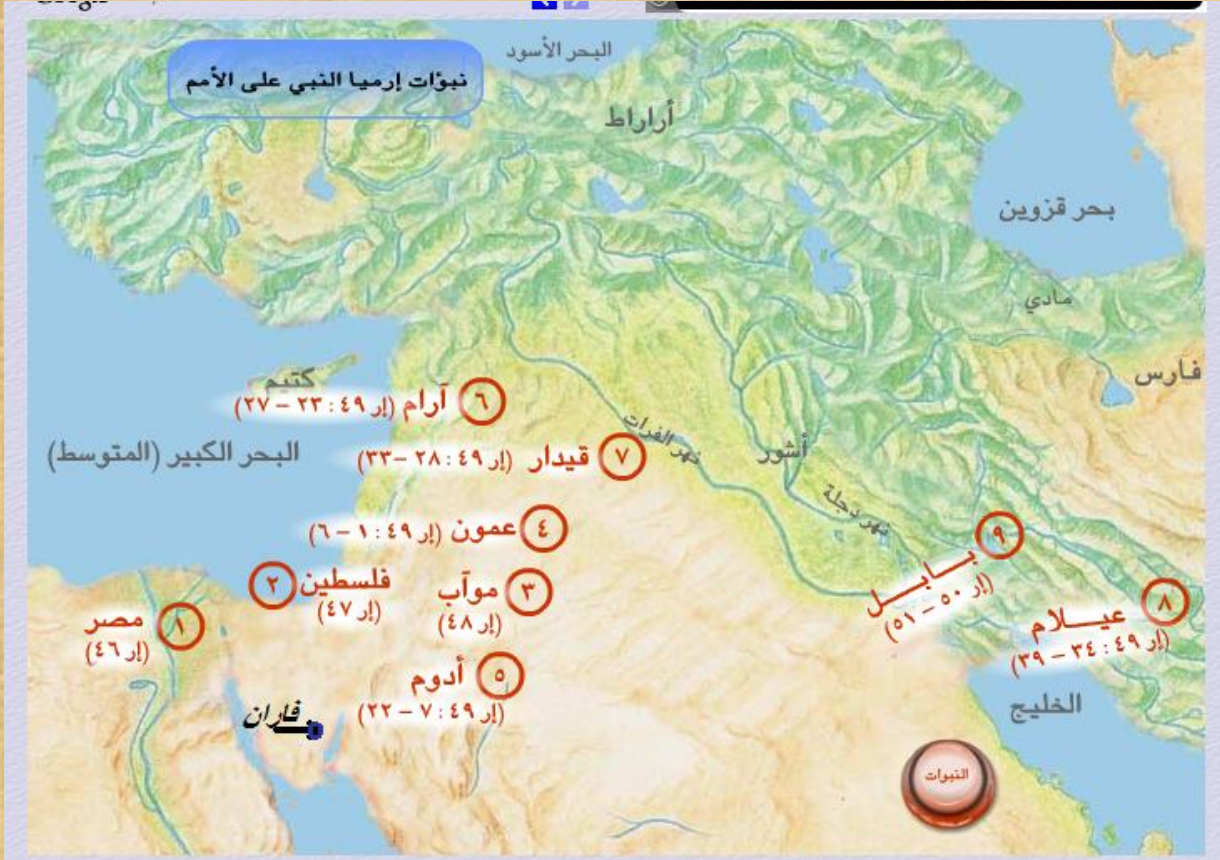 البحر الأسود
نبؤات إرميا النبي على الأمم
أراراط
بحر قزوين
مادي
فارس
كتيم
٦ آرام (إر ٤٩: ٢٣ – ٢٧)
البحر الكبير (المتوسط)
٧ قيدار (إر ٤٩: ٢٨ –٣٣)
نهر الفرات
أشور
نهر دجلة
٤ عمون (إر ٤٩: ١ – ٦)
٩ بــابــل
(إر ٥٠ – ٥١)
٢ فلسطين
(إر ٤٧)
٣ موآب
(إر ٤٨)
٨ عيــلام
(إر ٤٩: ٣٤ – ٣٩)
١ مصر
(إر ٤٦)
٥ أدوم
(إر ٤٩: ٧ – ٢٢)
فاران
الخليج
النبوات